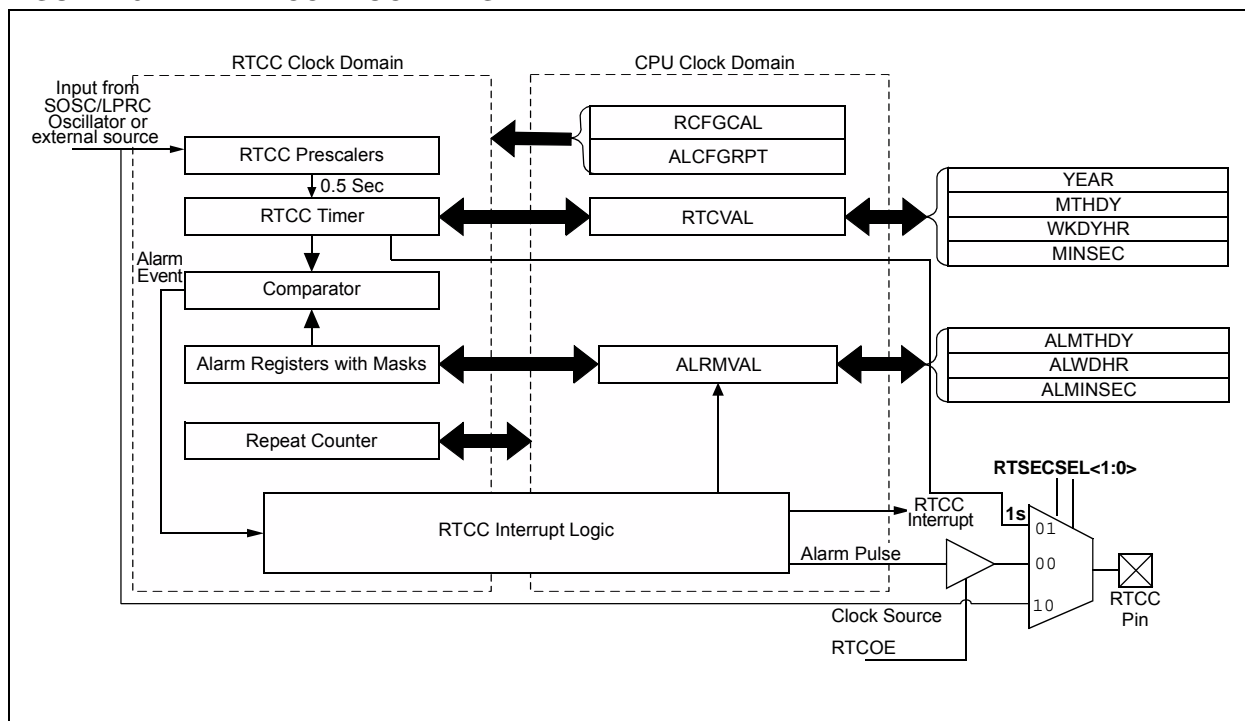 RTCC Clock Domain
CPU Clock Domain
Input from
SOSC/LPRC
Oscillator or
external source
RTCC Prescalers
0.5 Sec
RTCC Timer
Alarm
Event
Comparator
Alarm Registers with Masks
Repeat Counter
RTCC Interrupt Logic
RCFGCAL
ALCFGRPT
RTCVAL
YEAR
MTHDY
WKDYHR
MINSEC
ALRMVAL
ALMTHDY
ALWDHR
ALMINSEC
RTSECSEL<1:0>
RTCC
Interrupt
1s
01
Alarm Pulse
00
10
Clock Source
RTCC
Pin
RTCOE